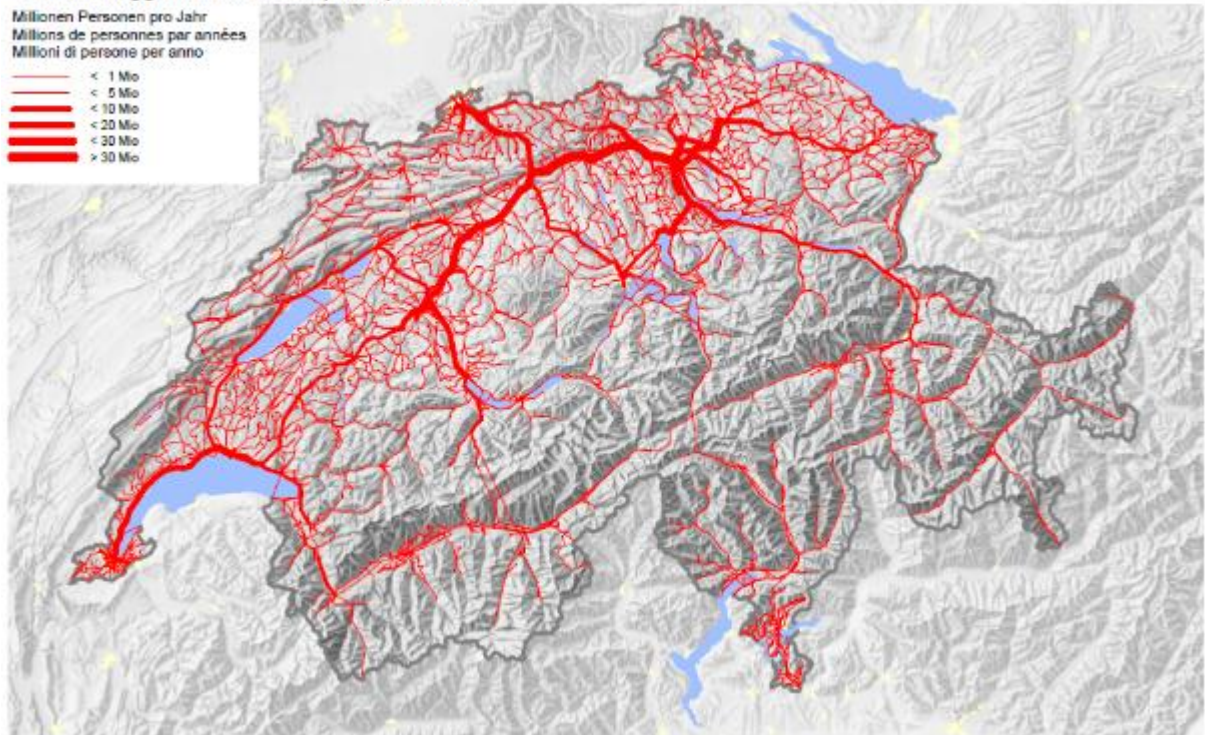 Millionen Personen pro Jahr
Millions de personnes par années
Millioni di persone per anno
< 1 Mio
< 5 Mio
< 10 Mio
< 20 Mio
< 30 Mio
> 30 Mio